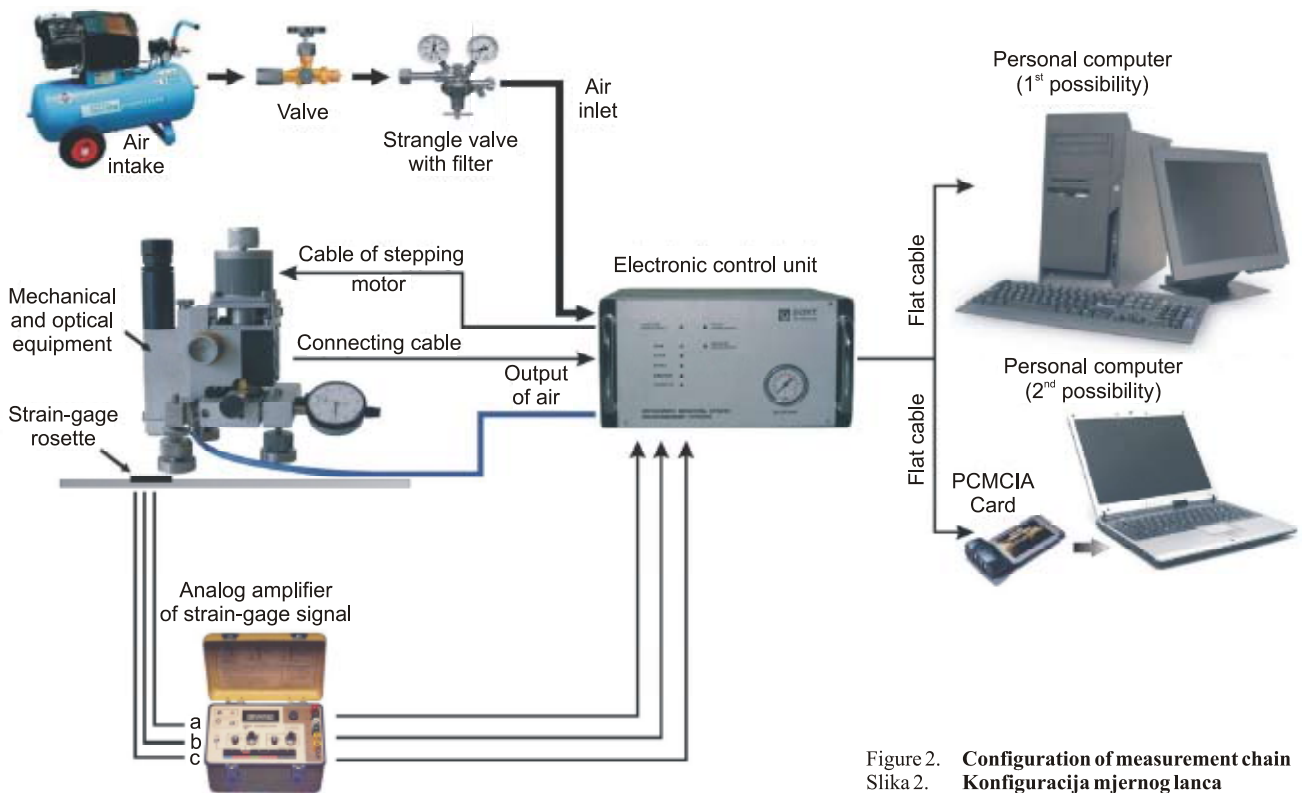 Air
intake
Valve
Strangle valve
with filter
Air
inlet
Personal computer
(1st possibility)
Mechanical
and optical
equipment
Cable of stepping
motor
Connecting cable
Output
of air
Electronic control unit
Flat cable
Flat cable
Personal computer
(2nd possibility)
PCMCIA
Card
Strain-gage
rosette
Analog amplifier
of strain-gage signal
a
b
c
Figure 2. Configuration of measurement chain
Slika 2. Konfiguracija mjernog lanca